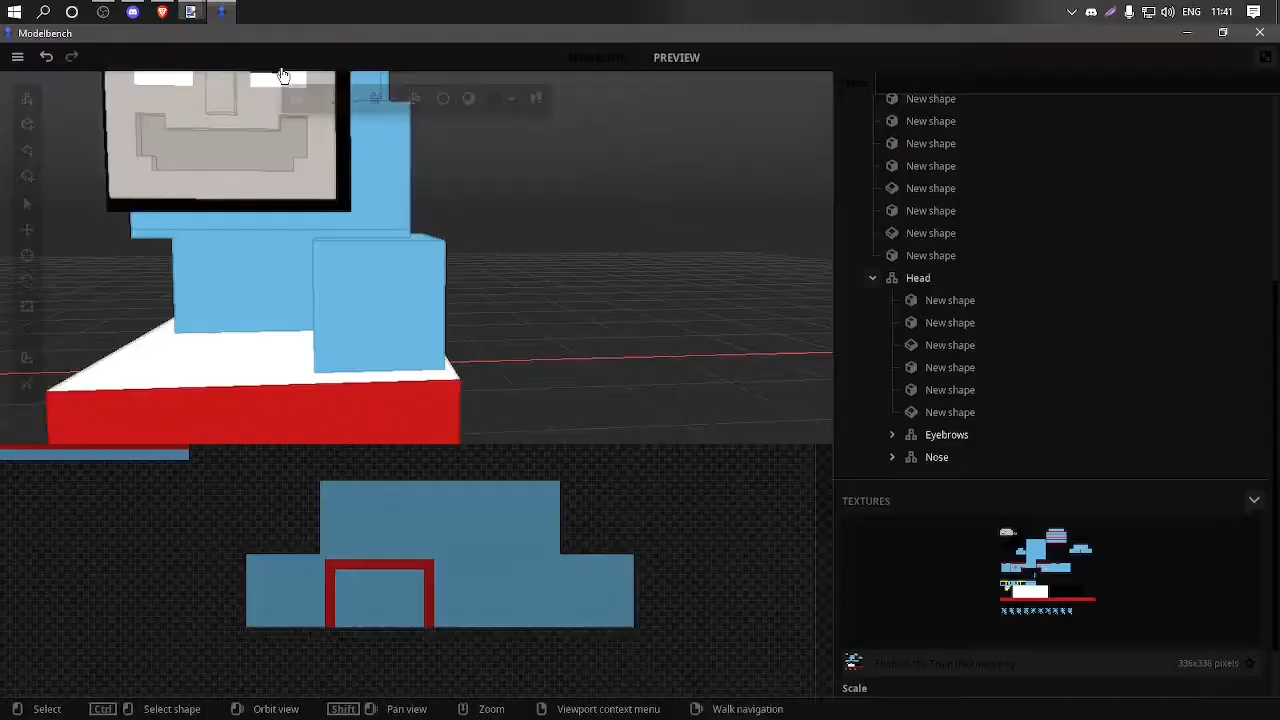 ENG 11:41
Modelbench
PREVIEW
New shape
New shape
New shape
New shape
New shape
New shape
New shape
New shape
Head
New shape
New shape
New shape
New shape
New shape
New shape
Eyebrows
Nose
TEXTURES
336x336 pixels
Scale
Select
Ctrl Select shape
Orbit view
Shift Pan view
Zoom
Viewport context menu
Walk navigation